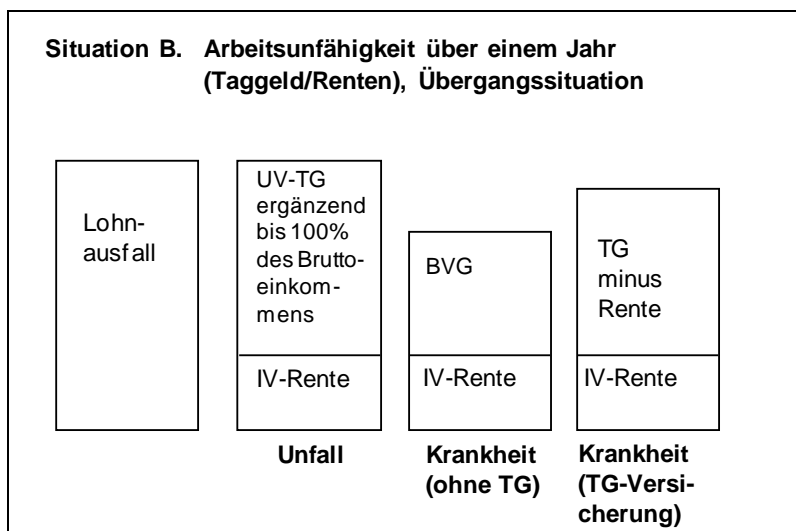 Situation B. Arbeitsunfähigkeit über einem Jahr
(Taggeld/Renten), Übergangssituation
Lohn-
ausfall
UV-TG
ergänzend
bis 100%
des Brutto-
einkom-
mens
IV-Rente
Unfall
BVG
IV-Rente
Krankheit
(ohne TG)
TG
minus
Rente
IV-Rente
Krankheit
(TG-Versi-
cherung)